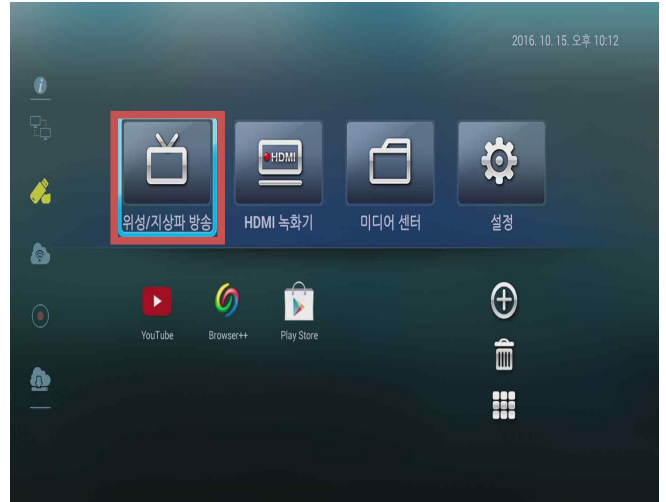 2016. 10. 15. 오후 10:12
HDMI
위성/지상파 방송
HDMI 녹화기
미디어 센터
설정
YouTube
Browser++
Play Store